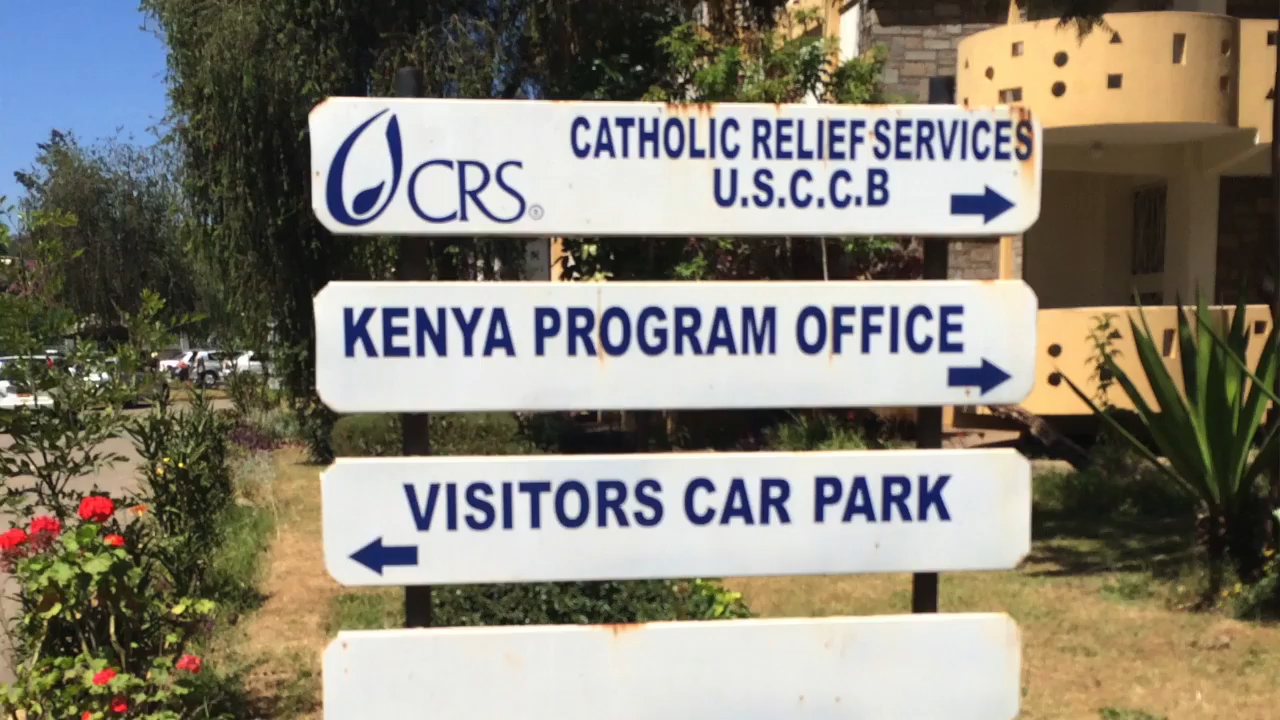 CRS®
CATHOLIC RELIEF SERVICES
U.S.C.C.B
KENYA PROGRAM OFFICE
VISITORS CAR PARK